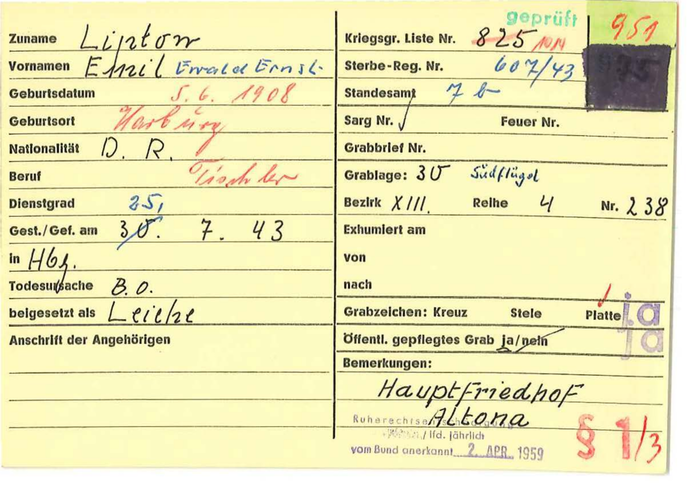 geprüft
951
Zuname Liptow
Vornamen Emil Ewald Ernst
Geburtsdatum 5. 6. 1908
Geburtsort Harburg
Nationalität D. R.
Beruf Tischler
Dienstgrad
Gest./Gef. am 25, 30. 7. 43
in Hbg.
Todesursache B.O.
beigesetzt als Leiche
Anschrift der Angehörigen
Kriegsgr. Liste Nr. 825 1014
Sterbe-Reg. Nr. 607/43
975
Standesamt 7 b
Sarg Nr. Feuer Nr.
Grabbrief Nr.
Grablage: 30 Südflügel
Bezirk XIII. Reihe 4 Nr. 238
Exhumiert am
von
nach
Grabzeichen: Kreuz Stele Platte ja
Öffentl. gepflegtes Grab ja/nein ja
Bemerkungen:
Hauptfriedhof
Altona
/ lfd. jährlich
vom Bund anerkannt 2. APR. 1959
§ 1/3